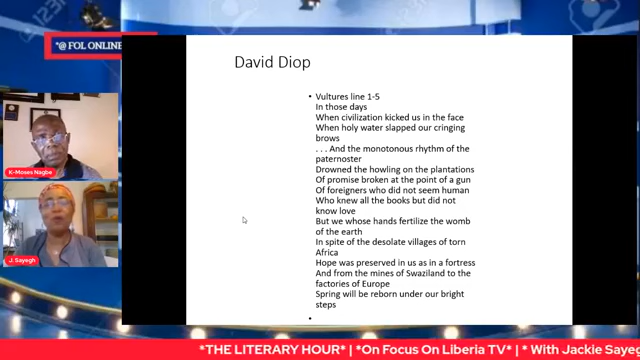 *@ FOL ONLINE
David Diop
• Vultures line 1-5
In those days
When civilization kicked us in the face
When holy water slapped our cringing
brows
. . . And the monotonous rhythm of the
paternoster
Drowned the howling on the plantations
Of promise broken at the point of a gun
Of foreigners who did not seem human
Who knew all the books but did not
know love
But we whose hands fertilize the womb
of the earth
In spite of the desolate villages of torn
Africa
Hope was preserved in us as in a fortress
And from the mines of Swaziland to the
factories of Europe
Spring will be reborn under our bright
steps
•
K-Moses Nagbe
J. Sayegh
*THE LITERARY HOUR* | *On Focus On Liberia TV* | * With Jackie Sayeg